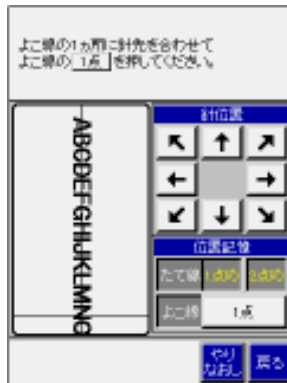 よこ線の1ヵ所に針先を合わせて
よこ線の 1点 を押してください。
針位置
ABCDEFGHIJKLMNO
位置記憶
たて線 1点め 2点め
よこ線 1点
やり
なおし
戻る